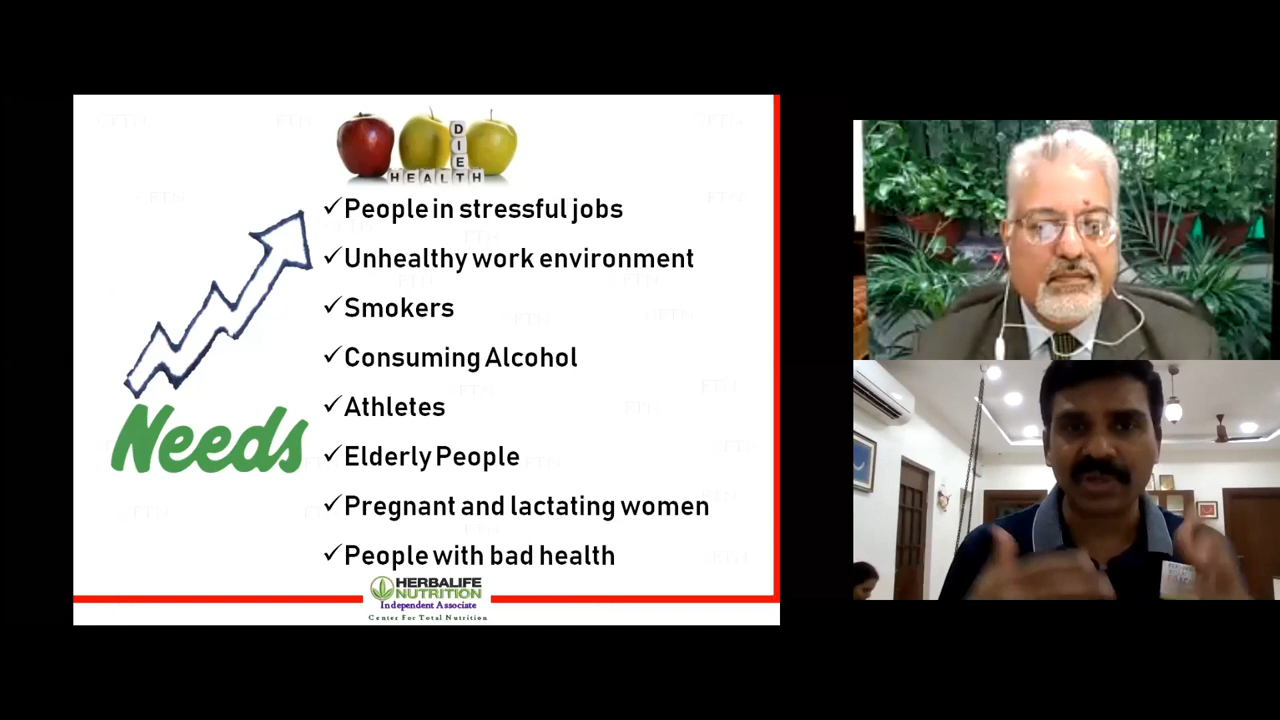 DIET
HEALTH
People in stressful jobs
Unhealthy work environment
Smokers
Consuming Alcohol
Athletes
Elderly People
Pregnant and lactating women
People with bad health
Needs
HERBALIFE
NUTRITION
Independent Associate
Center For Total Nutrition